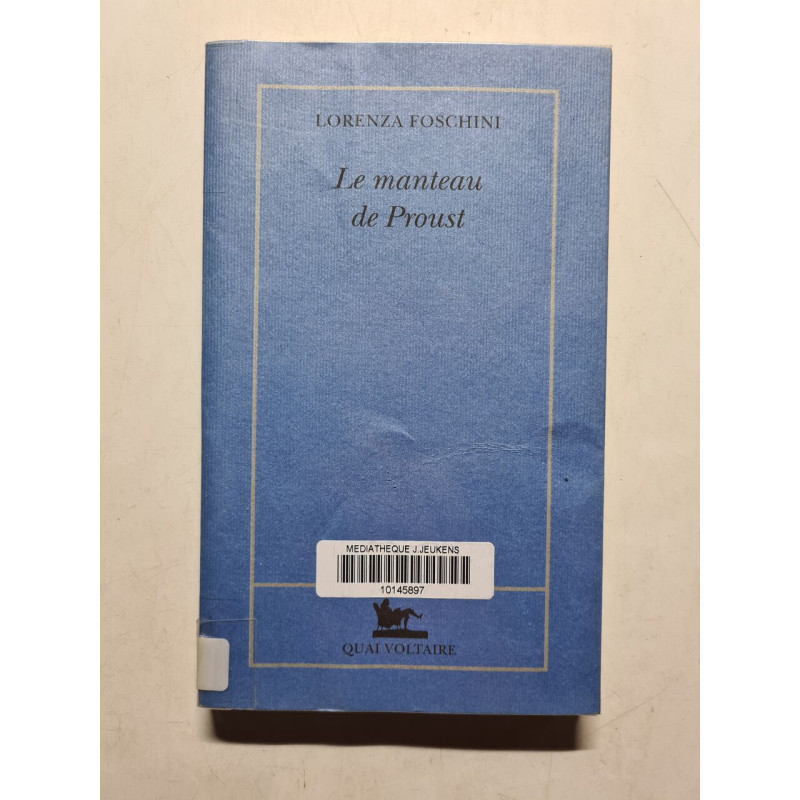 LORENZA FOSCHINI
Le manteau
de Proust
MEDIATHEQUE J.JEUKENS
10145897
QUAI VOLTAIRE